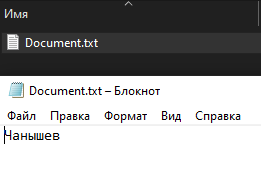 Имя
Document.txt
Document.txt – Блокнот
Файл Правка Формат Вид Справка
Чанышев